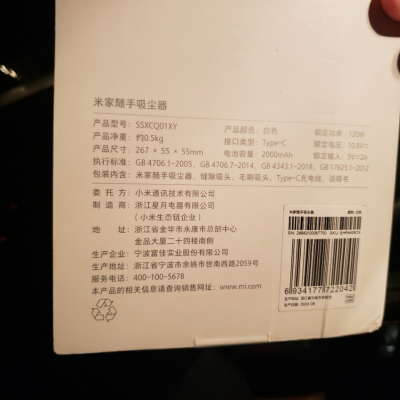 米家随手吸尘器
产品型号：SSXCQ01XY 产品颜色：白色 额定功率：120W
产品净重：约0.5kg 接口类型：Type-C 额定电压：10.8V
产品尺寸：267 × 55 × 55mm 电池容量：2000mAh 额定输入：5V⎓2A
执行标准：GB 4706.1-2005、GB 4706.7-2014、GB 4343.1-2018、GB 17625.1-2012
包装内含：米家随手吸尘器、缝隙吸头、毛刷吸头、Type-C充电线、说明书
委托方：小米通讯技术有限公司
制造商：浙江星月电器有限公司
（小米生态链企业）
地址：浙江省金华市永康市总部中心
金品大厦二十四楼南侧
生产企业：宁波富佳实业股份有限公司
生产地址：浙江省宁波市余姚市世南西路2059号
服务热线：400-100-5678
本产品的相关信息请查询销售网址：www.mi.com
米家随手吸尘器
6934177722042